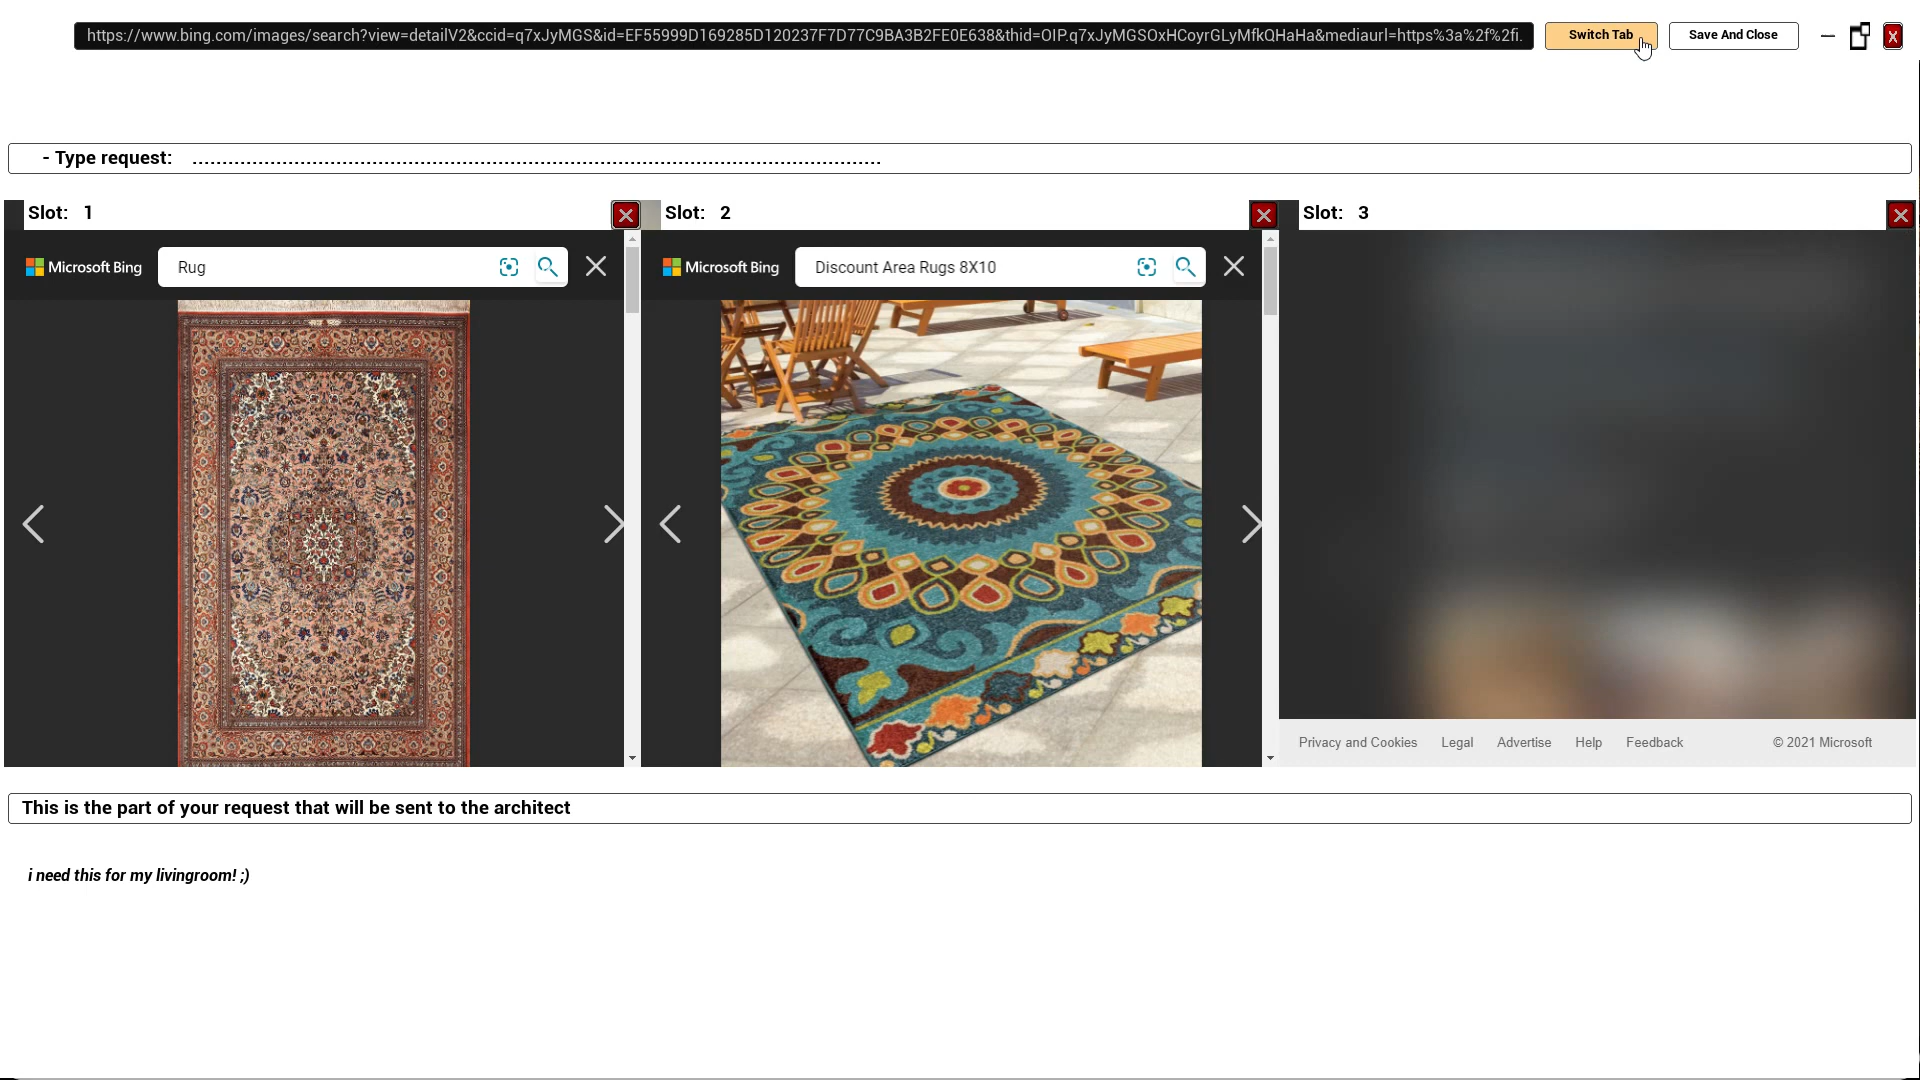 https://www.bing.com/images/search?view=detailV2&ccid=q7xJyMGS&id=EF55999D169285D120237F7D77C9BA3B2FE0E638&thid=OIP.q7xJyMGSOxHCoyrGLyMfkQHaHa&mediaurl=https%3a%2f%2fi.
Switch Tab
Save And Close
X
- Type request: ...................................................................................................................
Slot: 1
Slot: 2
Slot: 3
Microsoft Bing
Rug
Microsoft Bing
Discount Area Rugs 8X10
Privacy and Cookies
Legal
Advertise
Help
Feedback
© 2021 Microsoft
This is the part of your request that will be sent to the architect
i need this for my livingroom! ;)